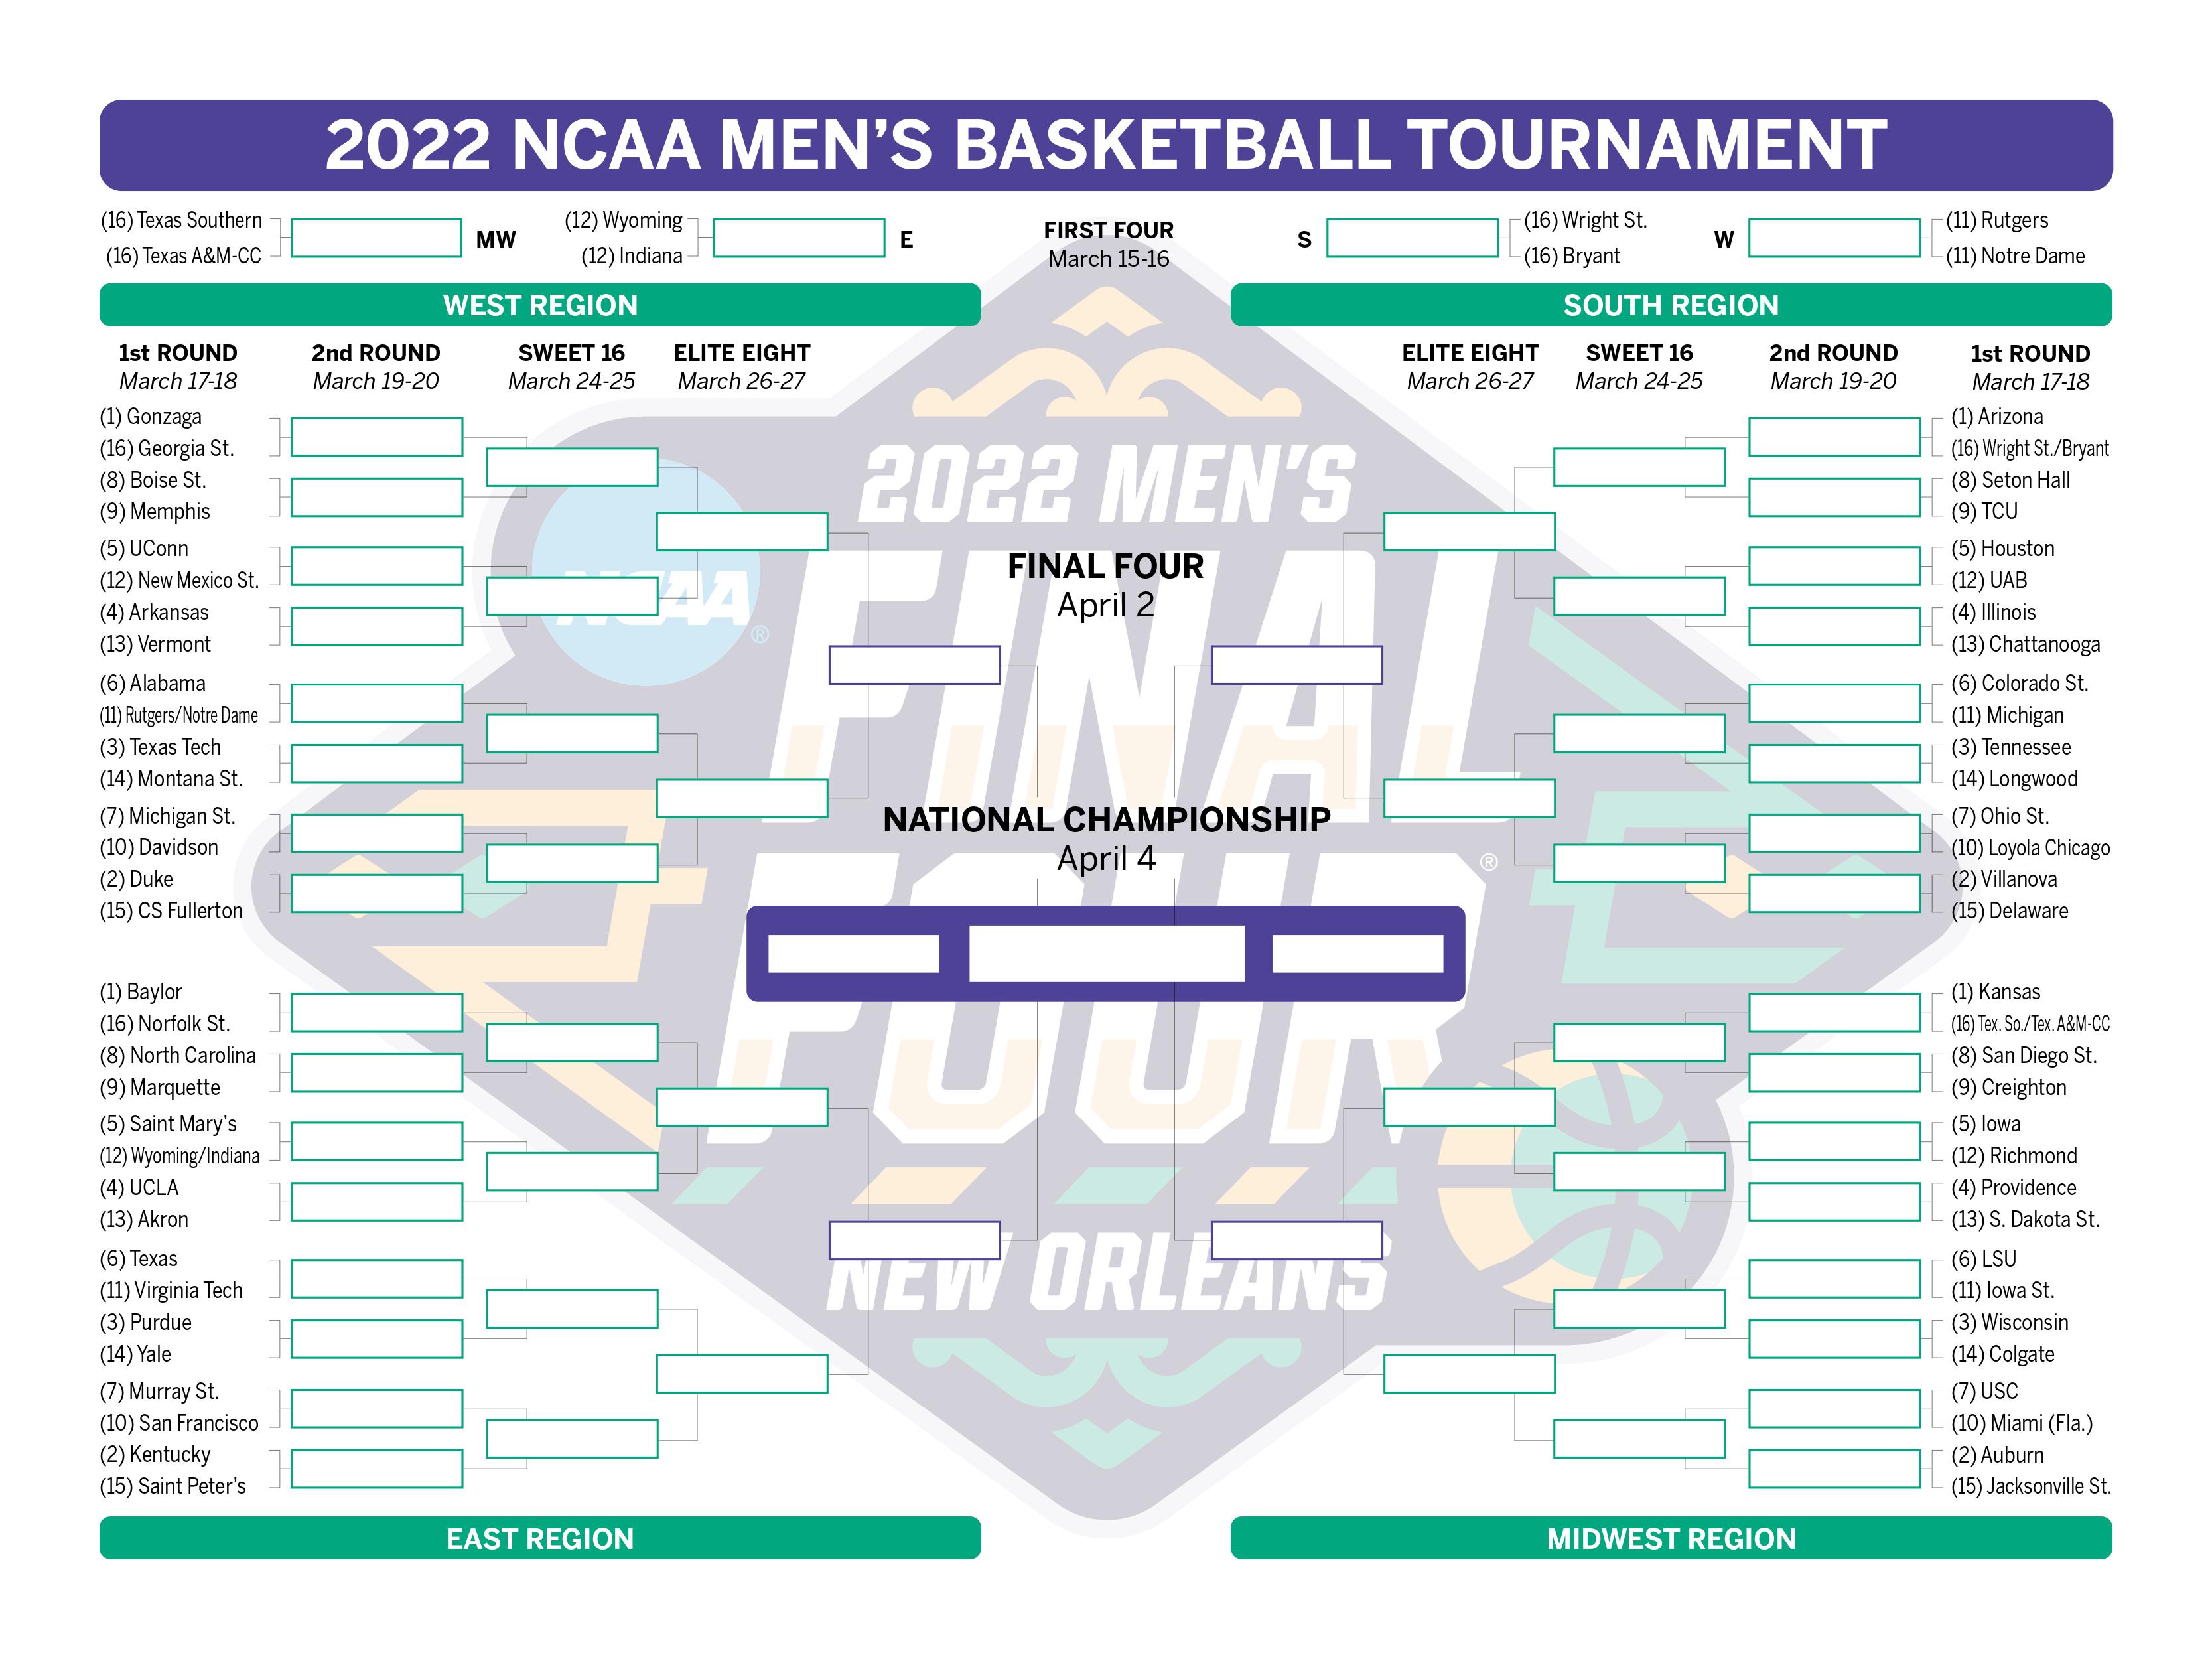 2022 NCAA MEN'S BASKETBALL TOURNAMENT
(16) Texas Southern
(16) Texas A&M-CC
MW
(12) Wyoming
(12) Indiana
E
FIRST FOUR
March 15-16
S
(16) Wright St.
(16) Bryant
W
(11) Rutgers
(11) Notre Dame
WEST REGION
1st ROUND
March 17-18
2nd ROUND
March 19-20
SWEET 16
March 24-25
ELITE EIGHT
March 26-27
(1) Gonzaga
(16) Georgia St.
(8) Boise St.
(9) Memphis
(5) UConn
(12) New Mexico St.
(4) Arkansas
(13) Vermont
(6) Alabama
(11) Rutgers/Notre Dame
(3) Texas Tech
(14) Montana St.
(7) Michigan St.
(10) Davidson
(2) Duke
(15) CS Fullerton
SOUTH REGION
ELITE EIGHT
March 26-27
SWEET 16
March 24-25
2nd ROUND
March 19-20
1st ROUND
March 17-18
(1) Arizona
(16) Wright St./Bryant
(8) Seton Hall
(9) TCU
(5) Houston
(12) UAB
(4) Illinois
(13) Chattanooga
(6) Colorado St.
(11) Michigan
(3) Tennessee
(14) Longwood
(7) Ohio St.
(10) Loyola Chicago
(2) Villanova
(15) Delaware
2022 MEN'S
FINAL
FOUR
®
NEW ORLEANS
NCAA
®
FINAL FOUR
April 2
NATIONAL CHAMPIONSHIP
April 4
(1) Baylor
(16) Norfolk St.
(8) North Carolina
(9) Marquette
(5) Saint Mary's
(12) Wyoming/Indiana
(4) UCLA
(13) Akron
(6) Texas
(11) Virginia Tech
(3) Purdue
(14) Yale
(7) Murray St.
(10) San Francisco
(2) Kentucky
(15) Saint Peter's
EAST REGION
(1) Kansas
(16) Tex. So./Tex. A&M-CC
(8) San Diego St.
(9) Creighton
(5) Iowa
(12) Richmond
(4) Providence
(13) S. Dakota St.
(6) LSU
(11) Iowa St.
(3) Wisconsin
(14) Colgate
(7) USC
(10) Miami (Fla.)
(2) Auburn
(15) Jacksonville St.
MIDWEST REGION